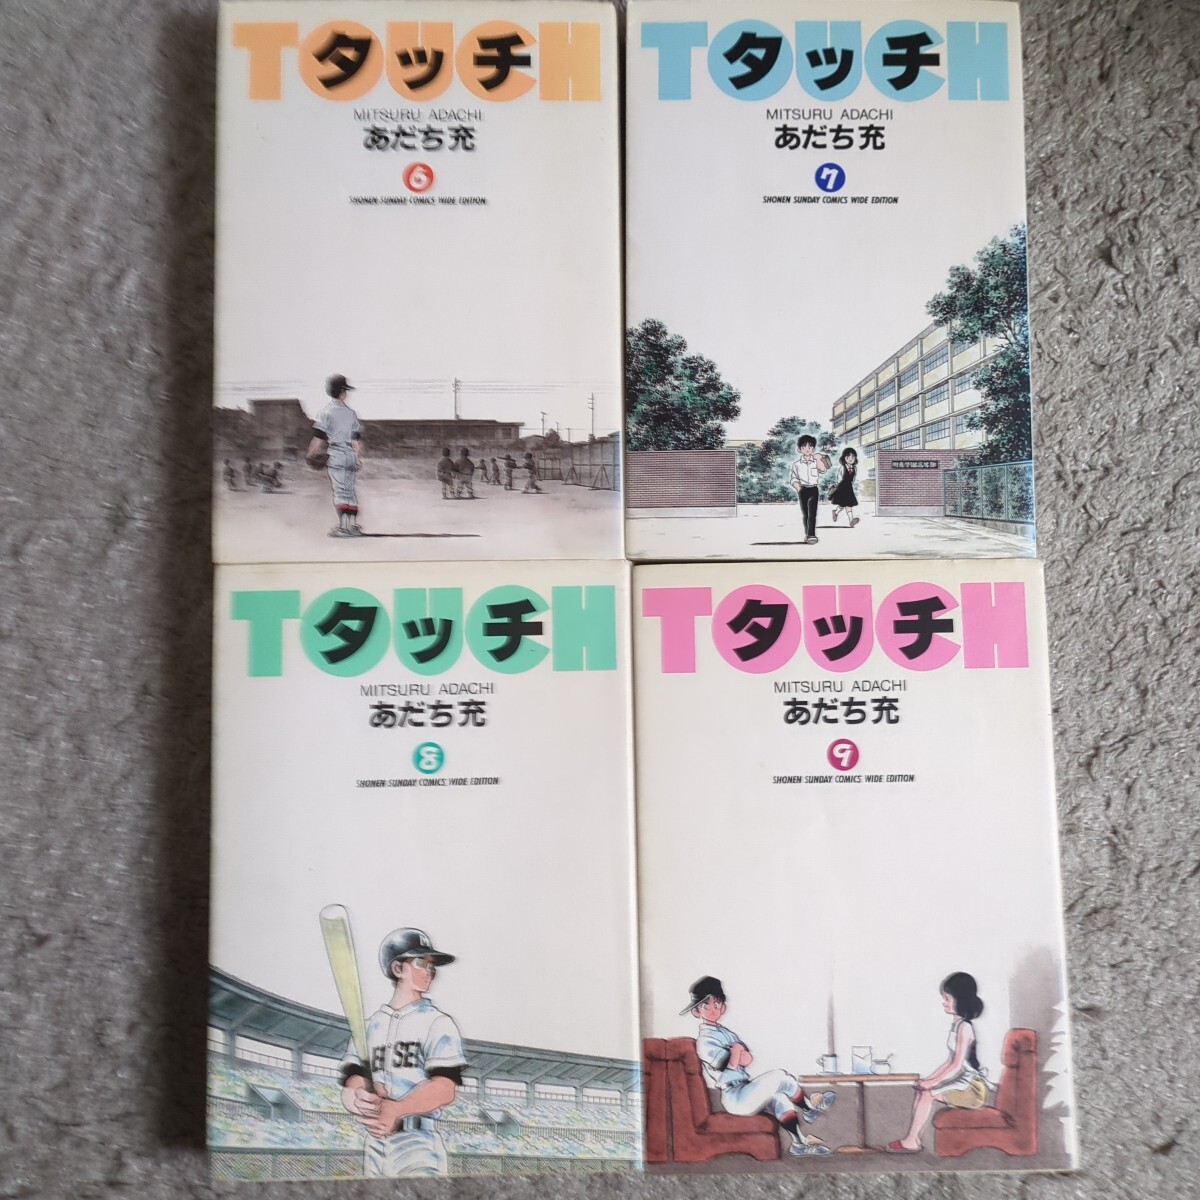 TOUCH
タッチ
MITSURU ADACHI
あだち充
6
SHONEN SUNDAY COMICS WIDE EDITION
TOUCH
タッチ
MITSURU ADACHI
あだち充
7
SHONEN SUNDAY COMICS WIDE EDITION
TOUCH
タッチ
MITSURU ADACHI
あだち充
8
SHONEN SUNDAY COMICS WIDE EDITION
M
EI SEI
TOUCH
タッチ
MITSURU ADACHI
あだち充
9
SHONEN SUNDAY COMICS WIDE EDITION